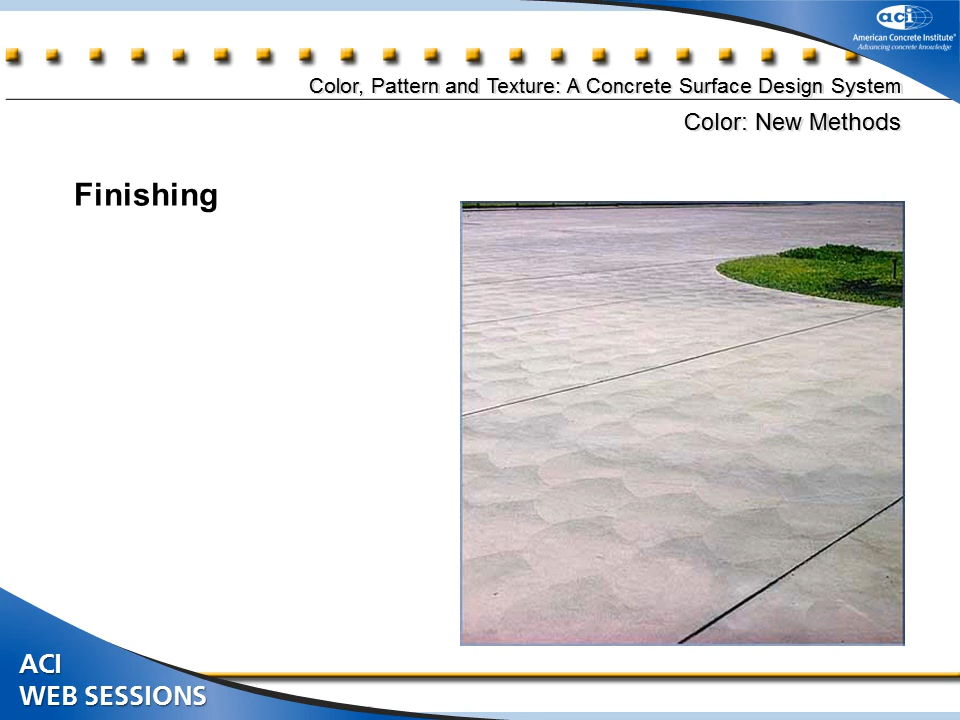 aci
American Concrete Institute®
Advancing concrete knowledge
Color, Pattern and Texture: A Concrete Surface Design System
Color: New Methods
Finishing
ACI
WEB SESSIONS